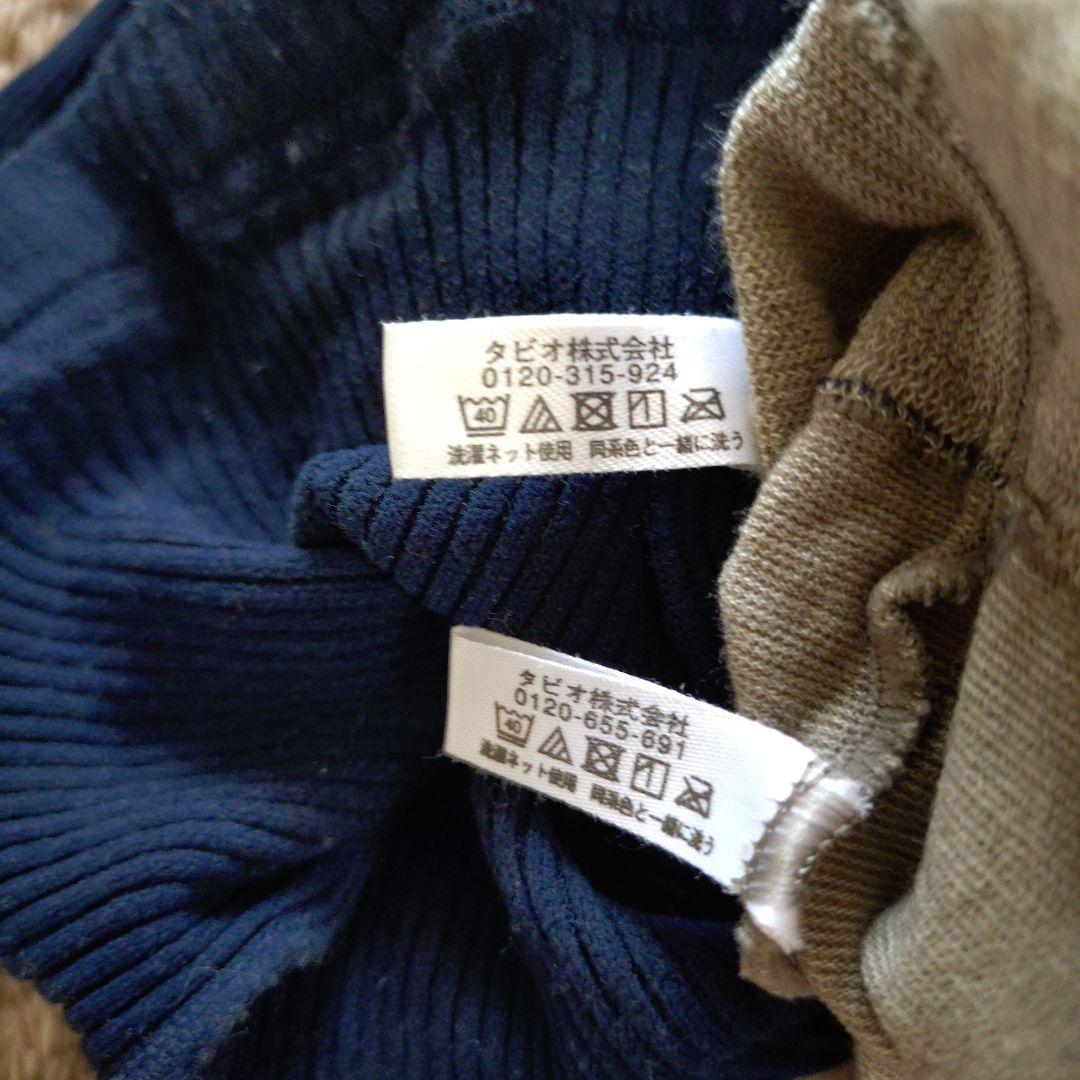 タビオ株式会社
0120-315-924
40
洗濯ネット使用 同系色と一緒に洗う
タビオ株式会社
0120-655-691
40
洗濯ネット使用 同系色と一緒に洗う